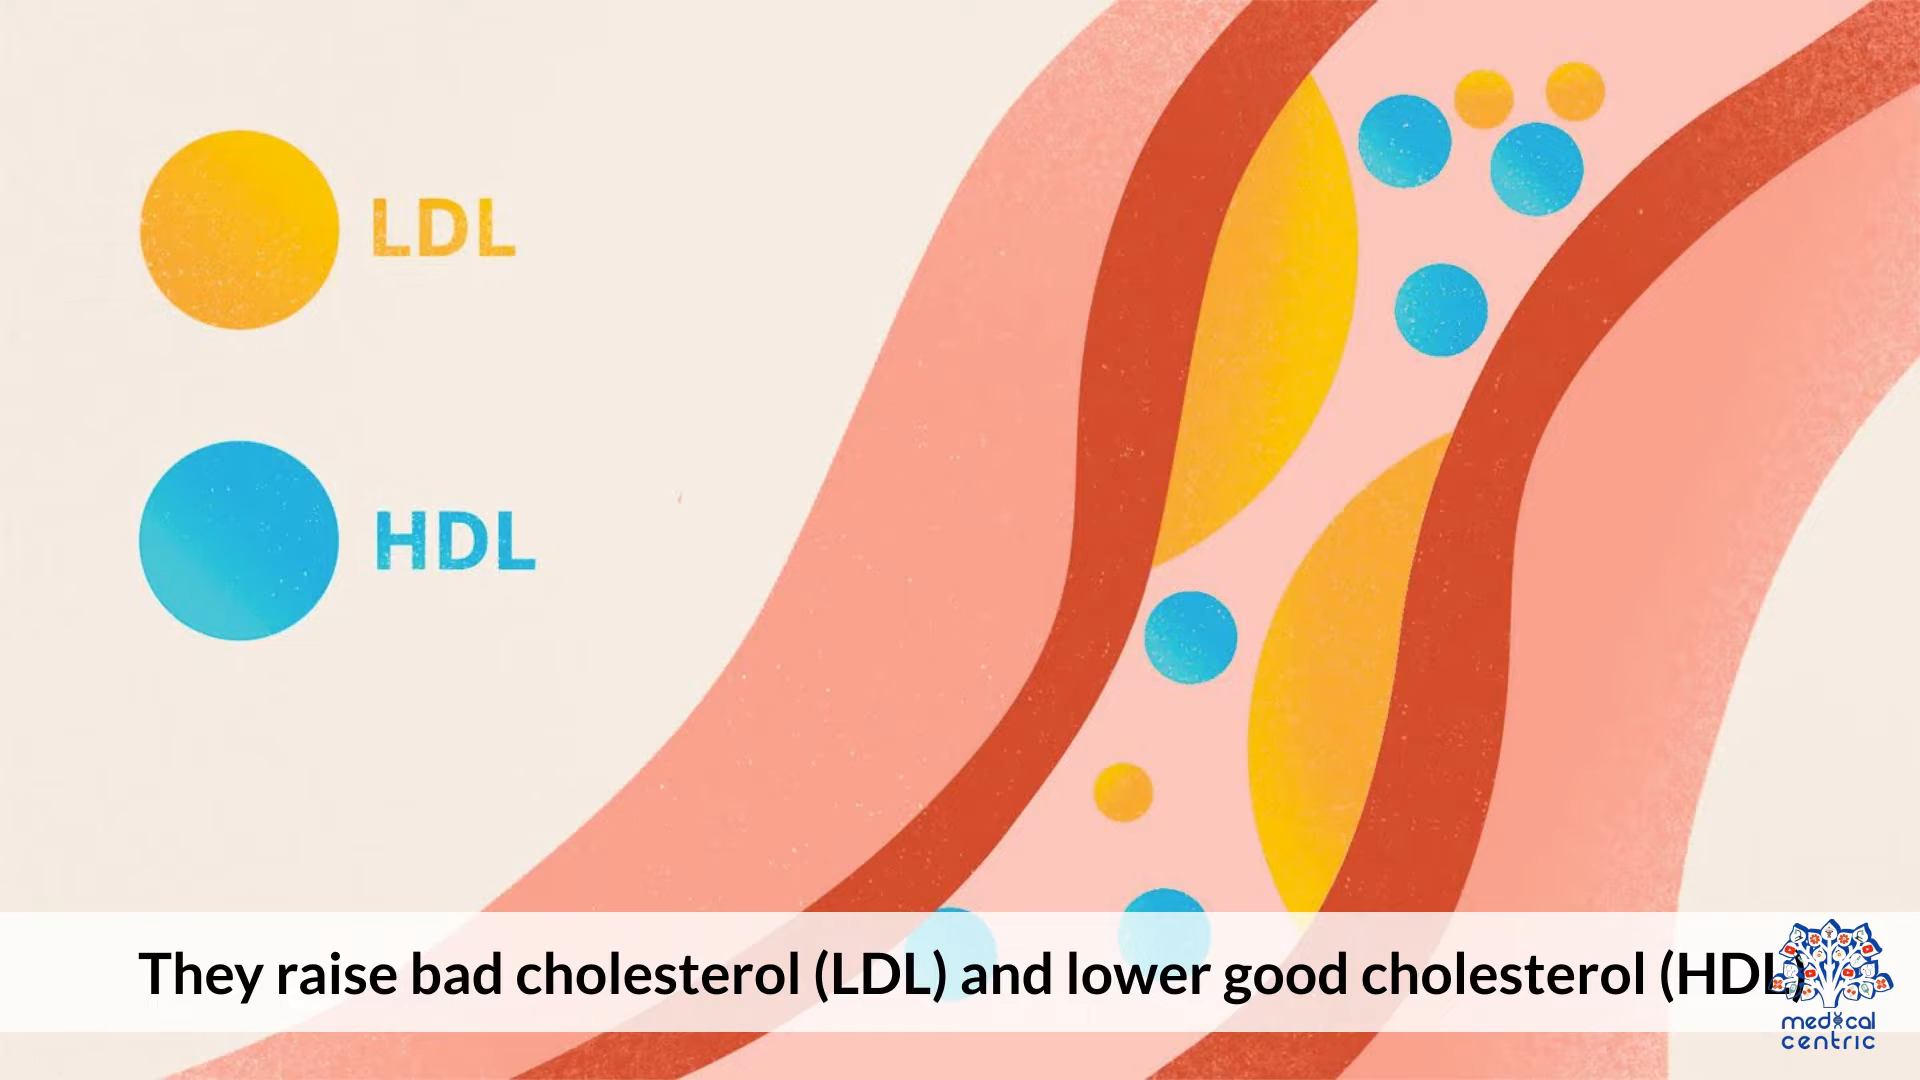 LDL
HDL
They raise bad cholesterol (LDL) and lower good cholesterol (HDL)
medical
centric